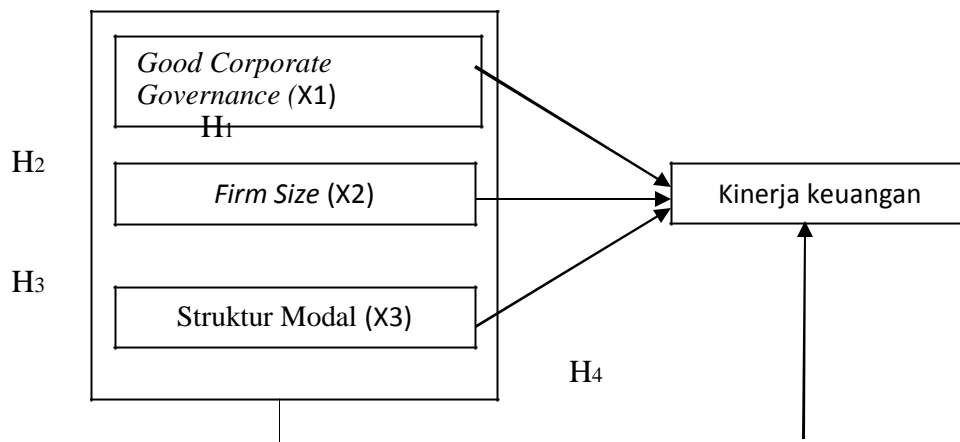 Good Corporate
Governance (X1)
H1
H2
Firm Size (X2)
Kinerja keuangan
H3
Struktur Modal (X3)
H4